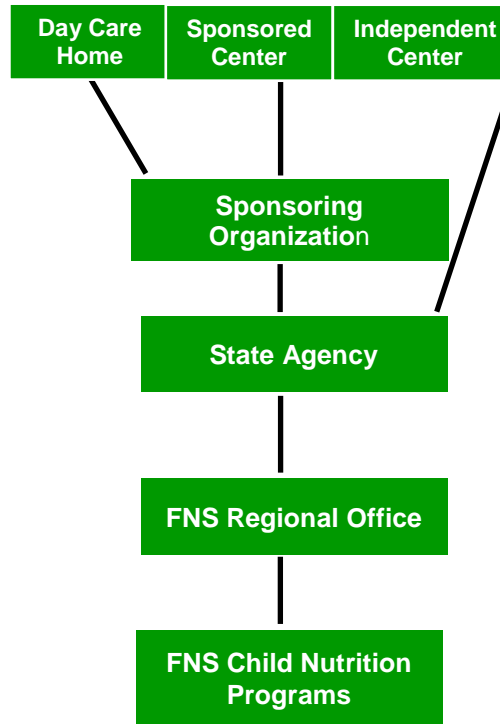 Day Care
Home
Sponsored
Center
Independent
Center
Sponsoring
Organization
State Agency
FNS Regional Office
FNS Child Nutrition
Programs